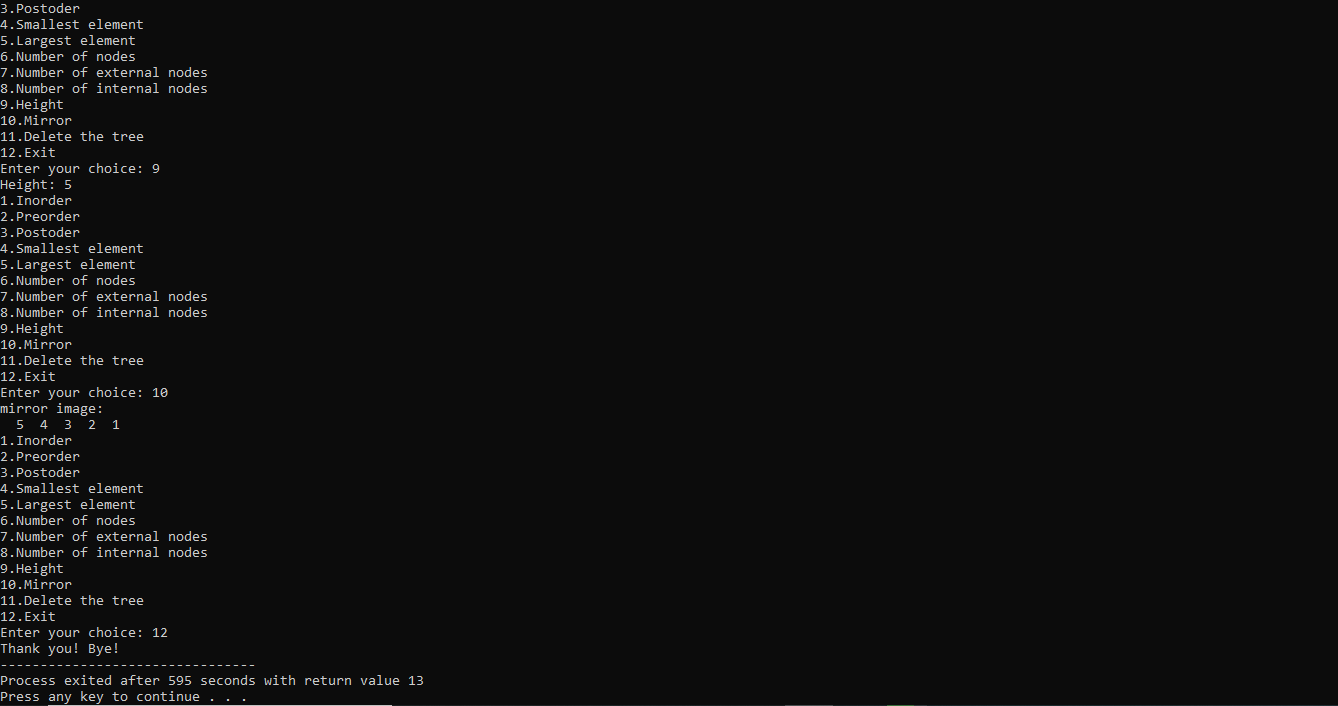 3.Postoder
4.Smallest element
5.Largest element
6.Number of nodes
7.Number of external nodes
8.Number of internal nodes
9.Height
10.Mirror
11.Delete the tree
12.Exit
Enter your choice: 9
Height: 5
1.Inorder
2.Preorder
3.Postoder
4.Smallest element
5.Largest element
6.Number of nodes
7.Number of external nodes
8.Number of internal nodes
9.Height
10.Mirror
11.Delete the tree
12.Exit
Enter your choice: 10
mirror image:
  5  4  3  2  1
1.Inorder
2.Preorder
3.Postoder
4.Smallest element
5.Largest element
6.Number of nodes
7.Number of external nodes
8.Number of internal nodes
9.Height
10.Mirror
11.Delete the tree
12.Exit
Enter your choice: 12
Thank you! Bye!
--------------------------------
Process exited after 595 seconds with return value 13
Press any key to continue . . .